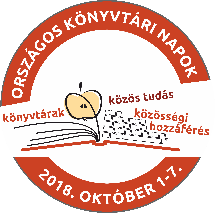 ORSZÁGOS KÖNYVTÁRI NAPOK
közös tudás
könyvtárak
közösségi
hozzáférés
2018. OKTÓBER 1-7.